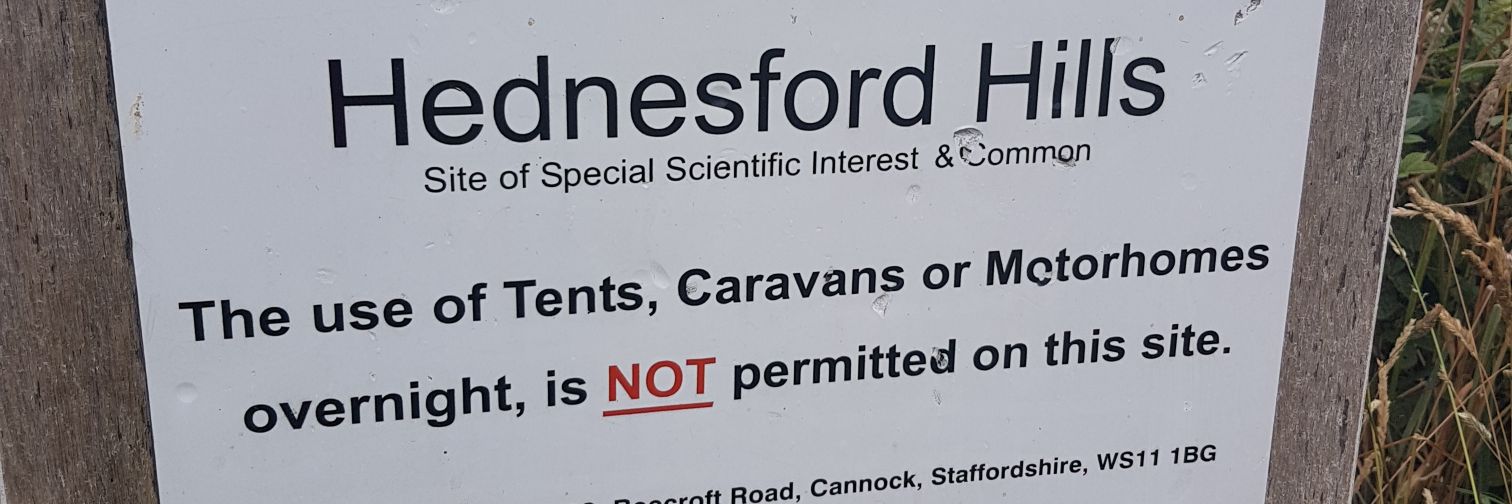 Hednesford Hills
Site of Special Scientific Interest & Common
The use of Tents, Caravans or Motorhomes
overnight, is NOT permitted on this site.
Road, Cannock, Staffordshire, WS11 1BG